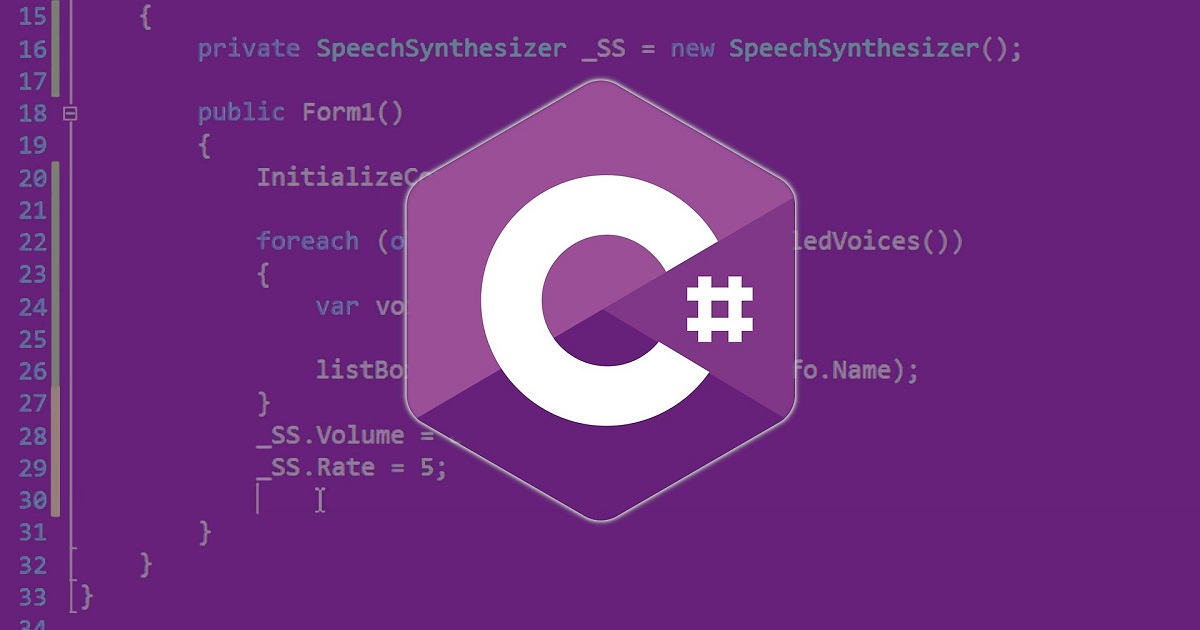 15 {
16 private SpeechSynthesizer _SS = new SpeechSynthesizer();
17
18 public Form1()
19 {
20 InitializeC
21
22 foreach (o ledVoices())
23 {
24 var vo
25
26 listBo fo.Name);
27 }
28 _SS.Volume =
29 _SS.Rate = 5;
30
31 }
32 }
33 }
34
C#